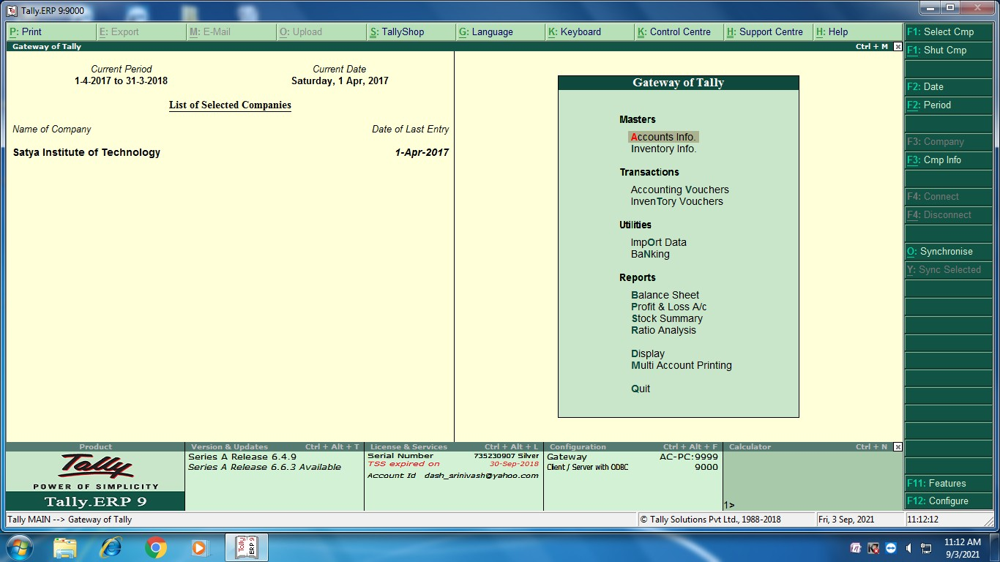 Tally.ERP 9:9000
P: Print
E: Export
M: E-Mail
O: Upload
S: TallyShop
G: Language
K: Keyboard
K: Control Centre
H: Support Centre
H: Help
Gateway of Tally
Ctrl + M
Current Period
1-4-2017 to 31-3-2018
Current Date
Saturday, 1 Apr, 2017
List of Selected Companies
Name of Company
Date of Last Entry
Satya Institute of Technology
1-Apr-2017
Gateway of Tally
Masters
Accounts Info.
Inventory Info.
Transactions
Accounting Vouchers
InvenTory Vouchers
Utilities
ImpOrt Data
BaNking
Reports
Balance Sheet
Profit & Loss A/c
Stock Summary
Ratio Analysis
Display
Multi Account Printing
Quit
F1: Select Cmp
F1: Shut Cmp
F2: Date
F2: Period
F3: Company
F3: Cmp Info
F4: Connect
F4: Disconnect
O: Synchronise
Y: Sync Selected
F11: Features
F12: Configure
Product
Tally
POWER OF SIMPLICITY
Tally.ERP 9
Version & Updates Ctrl + Alt + T
Series A Release 6.4.9
Series A Release 6.6.3 Available
License & Services Ctrl + Alt + L
Serial Number 735230907 Silver
TSS expired on 30-Sep-2018
Account Id dash_srinivash@yahoo.com
Configuration Ctrl + Alt + F
Gateway AC-PC:9999
Client / Server with ODBC 9000
Calculator Ctrl + N
1>
Tally MAIN --> Gateway of Tally
© Tally Solutions Pvt Ltd., 1988-2018
Fri, 3 Sep, 2021
11:12:12
Tally ERP 9
11:12 AM
9/3/2021